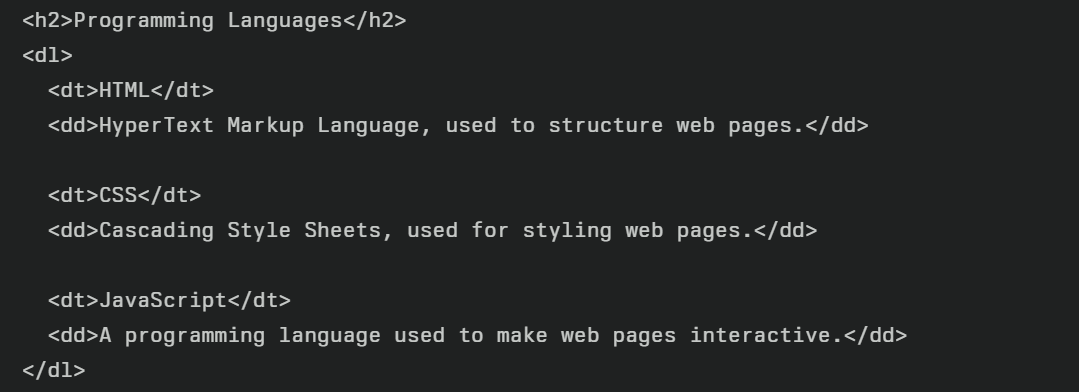 <h2>Programming Languages</h2>
<dl>
  <dt>HTML</dt>
  <dd>HyperText Markup Language, used to structure web pages.</dd>

  <dt>CSS</dt>
  <dd>Cascading Style Sheets, used for styling web pages.</dd>

  <dt>JavaScript</dt>
  <dd>A programming language used to make web pages interactive.</dd>
</dl>